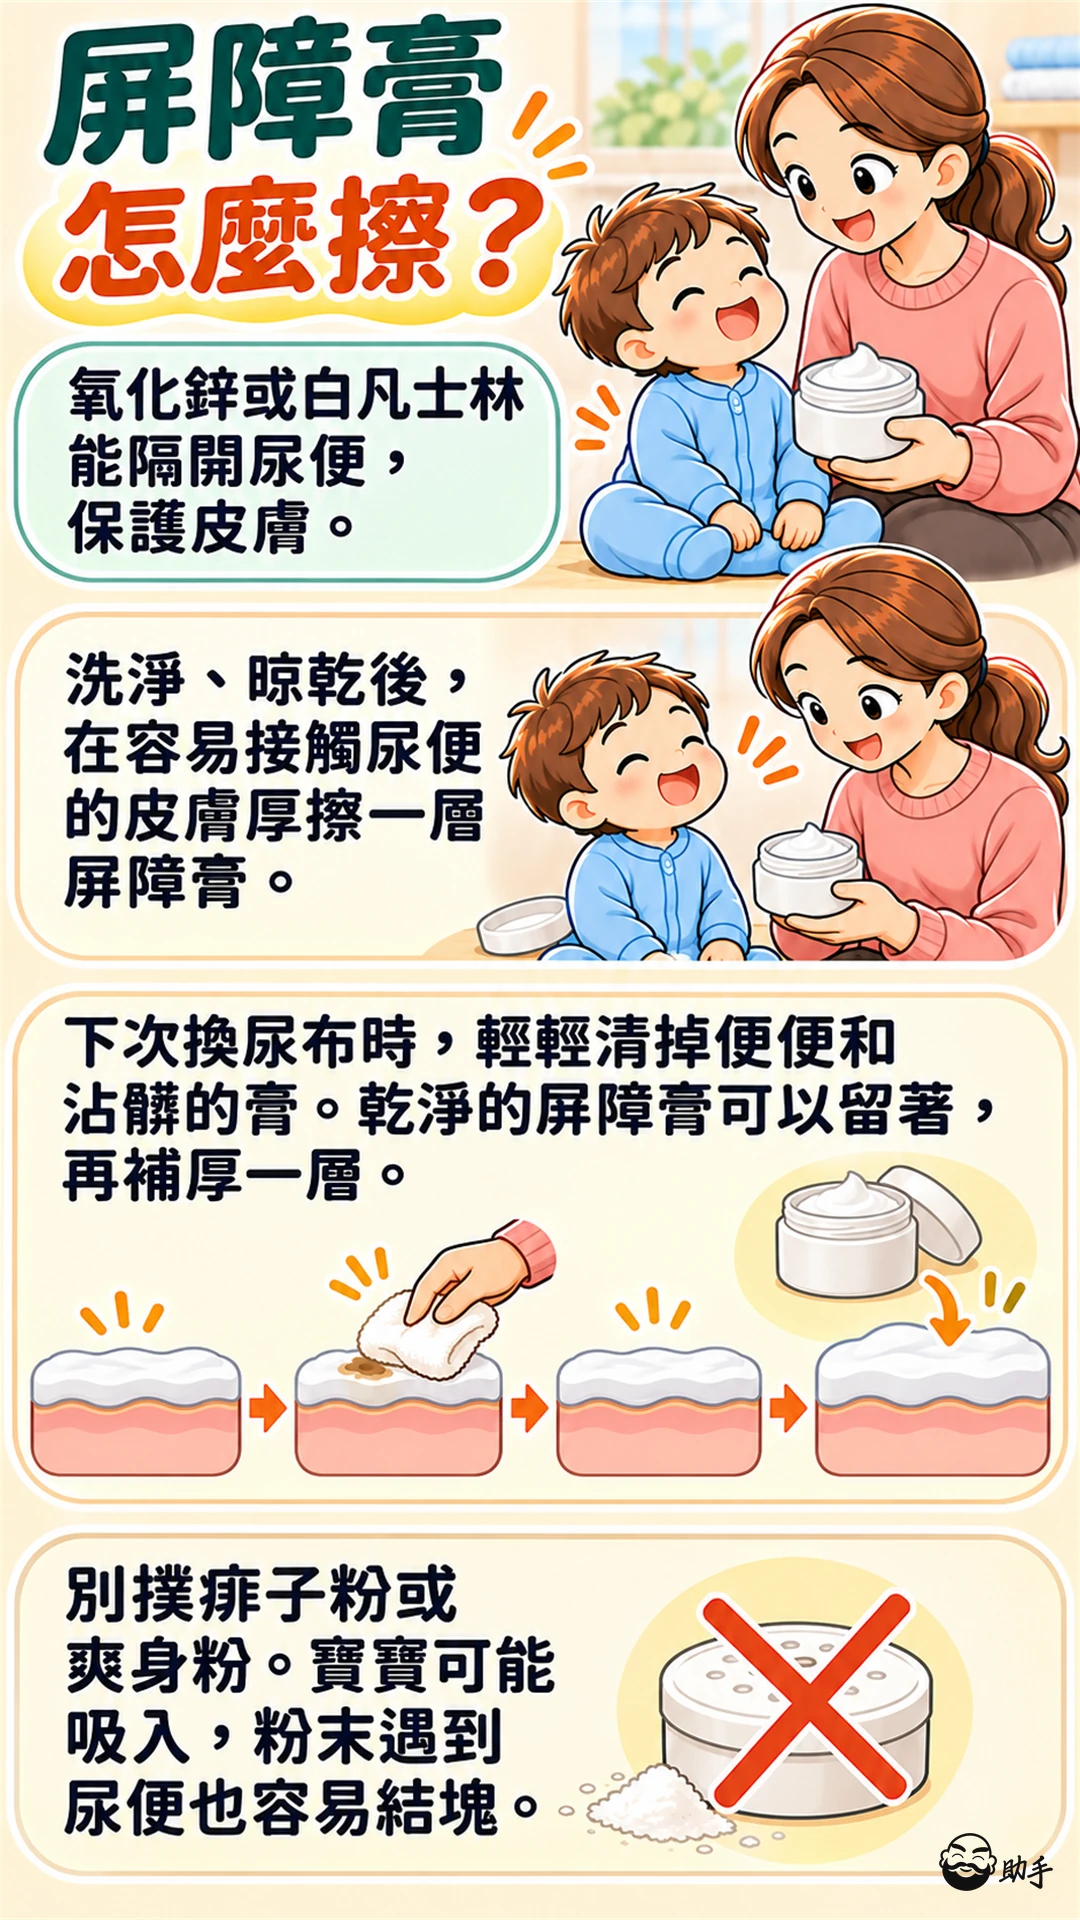 屏障膏
怎麼擦？
氧化鋅或白凡士林
能隔開尿便，
保護皮膚。
洗淨、晾乾後，
在容易接觸尿便
的皮膚厚擦一層
屏障膏。
下次換尿布時，輕輕清掉便便和
沾髒的膏。乾淨的屏障膏可以留著，
再補厚一層。
別撲痱子粉或
爽身粉。寶寶可能
吸入，粉末遇到
尿便也容易結塊。
助手